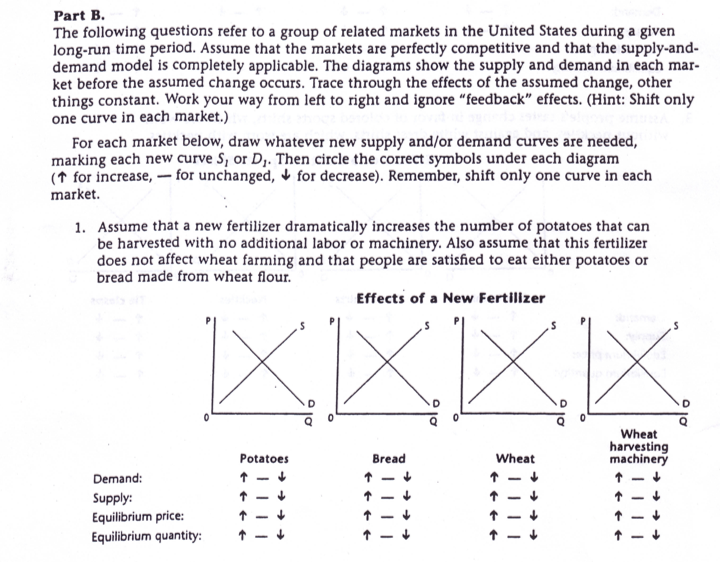 Part B.
The following questions refer to a group of related markets in the United States during a given
long-run time period. Assume that the markets are perfectly competitive and that the supply-and-
demand model is completely applicable. The diagrams show the supply and demand in each mar-
ket before the assumed change occurs. Trace through the effects of the assumed change, other
things constant. Work your way from left to right and ignore "feedback" effects. (Hint: Shift only
one curve in each market.)
For each market below, draw whatever new supply and/or demand curves are needed,
marking each new curve S₁ or D₁. Then circle the correct symbols under each diagram
(↑ for increase, — for unchanged, ↓ for decrease). Remember, shift only one curve in each
market.
1. Assume that a new fertilizer dramatically increases the number of potatoes that can
be harvested with no additional labor or machinery. Also assume that this fertilizer
does not affect wheat farming and that people are satisfied to eat either potatoes or
bread made from wheat flour.
Effects of a New Fertilizer
P S P S P S P S
D D D D
0 Q 0 Q 0 Q 0 Q
Potatoes Bread Wheat Wheat
harvesting
machinery
Demand: ↑ — ↓ ↑ — ↓ ↑ — ↓ ↑ — ↓
Supply: ↑ — ↓ ↑ — ↓ ↑ — ↓ ↑ — ↓
Equilibrium price: ↑ — ↓ ↑ — ↓ ↑ — ↓ ↑ — ↓
Equilibrium quantity: ↑ — ↓ ↑ — ↓ ↑ — ↓ ↑ — ↓